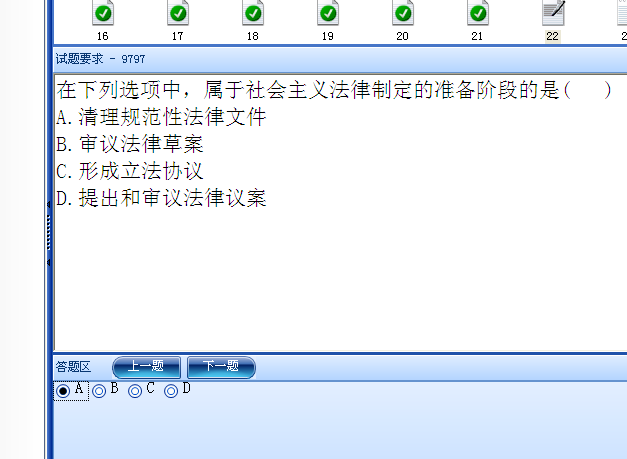 16 17 18 19 20 21 22
试题要求 - 9797
在下列选项中，属于社会主义法律制定的准备阶段的是( )
A.清理规范性法律文件
B.审议法律草案
C.形成立法协议
D.提出和审议法律议案
答题区 上一题 下一题
A B C D